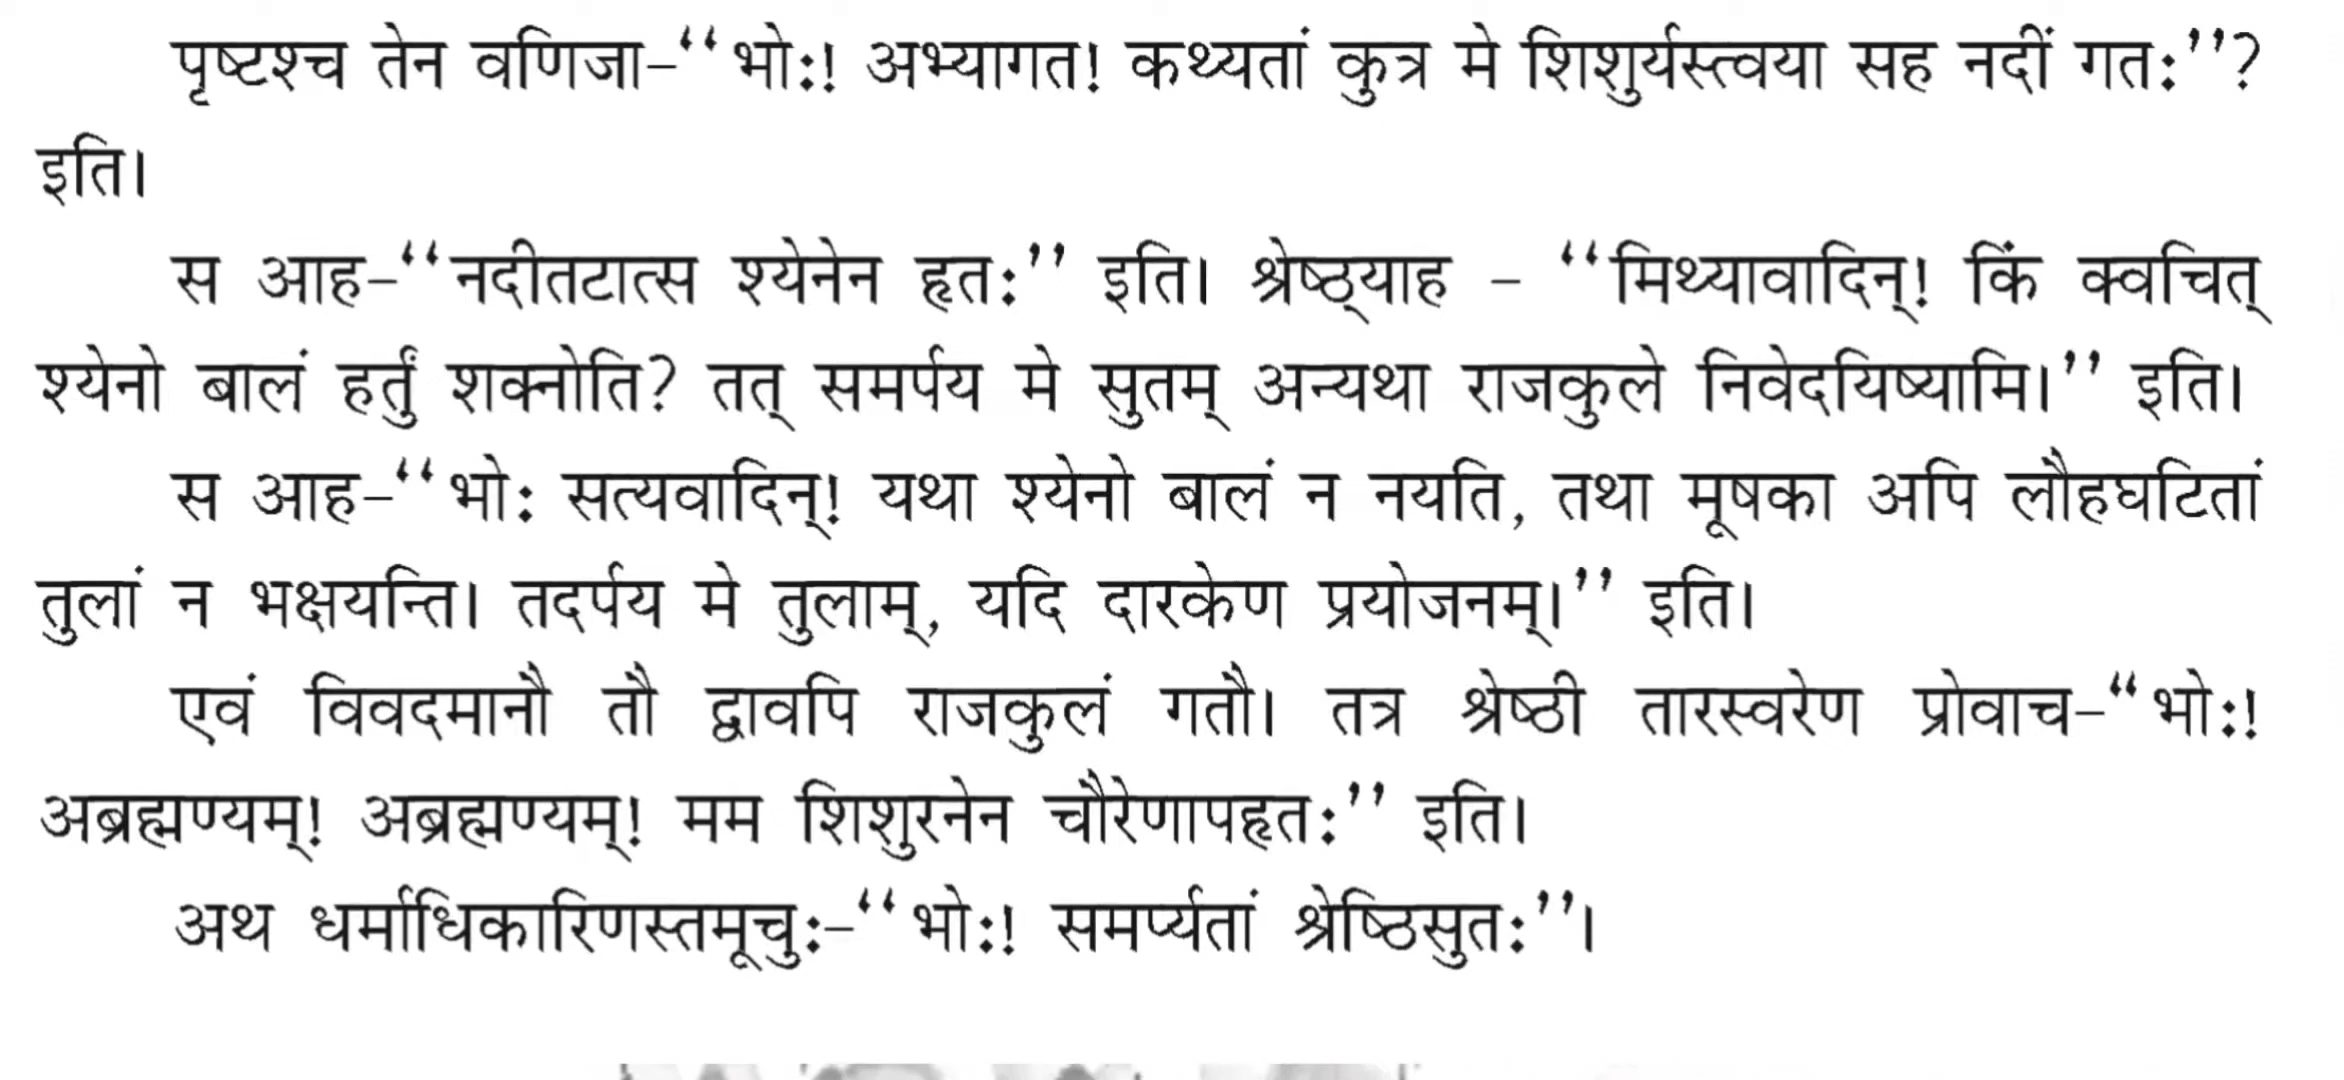 पृष्टश्च तेन वणिजा-‘‘भोः! अभ्यागत! कथ्यतां कुत्र मे शिशुर्यस्त्वया सह नदीं गतः’’?
इति।
स आह-‘‘नदीतटात्स श्येनेन हृतः’’ इति। श्रेष्ठ्याह - ‘‘मिथ्यावादिन्! किं क्वचित्
श्येनो बालं हर्तुं शक्नोति? तत् समर्पय मे सुतम् अन्यथा राजकुले निवेदयिष्यामि।’’ इति।
स आह-‘‘भोः सत्यवादिन्! यथा श्येनो बालं न नयति, तथा मूषका अपि लौहघटितां
तुलां न भक्षयन्ति। तदर्पय मे तुलाम्, यदि दारकेण प्रयोजनम्।’’ इति।
एवं विवदमानौ तौ द्वावपि राजकुलं गतौ। तत्र श्रेष्ठी तारस्वरेण प्रोवाच-“भोः!
अब्रह्मण्यम्! अब्रह्मण्यम्! मम शिशुरनेन चौरेणापहृतः’’ इति।
अथ धर्माधिकारिणस्तमूचुः-‘‘भोः! समर्प्यतां श्रेष्ठिसुतः’’।